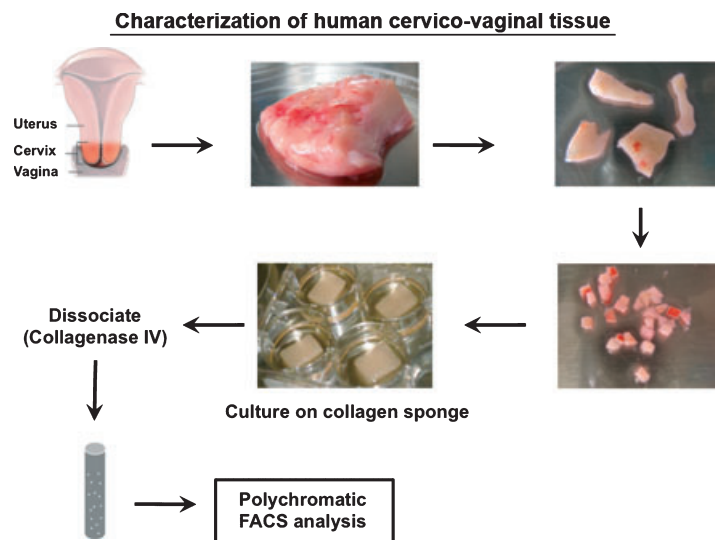 Characterization of human cervico-vaginal tissue
Uterus
Cervix
Vagina
Dissociate
(Collagenase IV)
Culture on collagen sponge
Polychromatic
FACS analysis